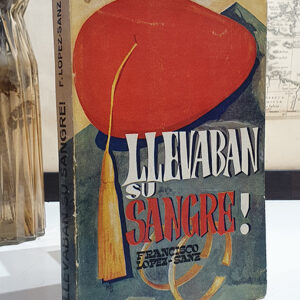 LLEVABAN
SU
SANGRE!
FRANCISCO
LOPEZ-SANZ
LLEVABAN SU SANGRE! F. LOPEZ-SANZ